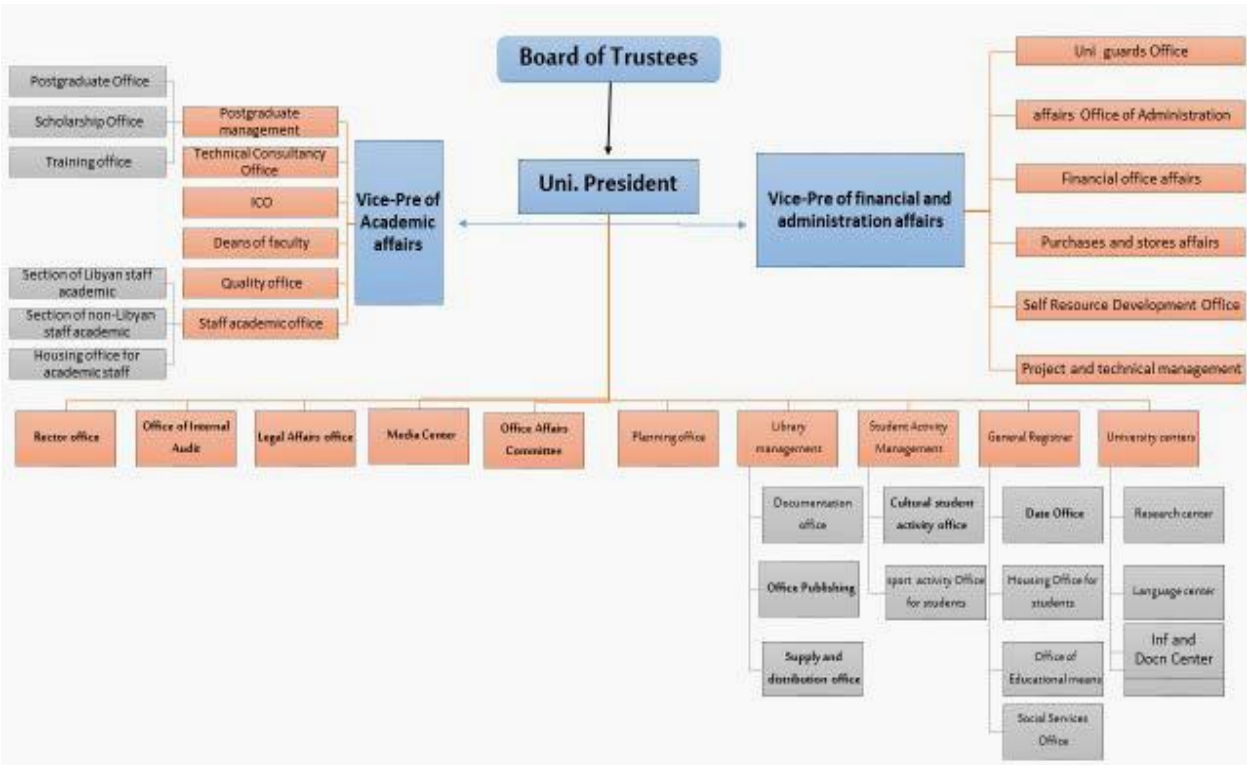 Board of Trustees
Uni. President
Vice-Pre of
Academic
affairs
Vice-Pre of financial and
administration affairs
Postgraduate Office
Scholarship Office
Training office
Postgraduate
management
Technical Consultancy
Office
ICO
Deans of faculty
Quality office
Staff academic office
Section of Libyan staff
academic
Section of non-Libyan
staff academic
Housing office for
academic staff
Uni guards Office
affairs Office of Administration
Financial office affairs
Purchases and stores affairs
Self Resource Development Office
Project and technical management
Rector office
Office of Internal
Audit
Legal Affairs office
Media Center
Office Affairs
Committee
Planning office
Library
management
Student Activity
Management
General Registrar
University centers
Documentation
office
Office Publishing
Supply and
distribution office
Cultural student
activity office
sport activity Office
for students
Date Office
Housing Office for
students
Office of
Educational means
Social Services
Office
Research center
Language center
Inf and
Docn Center